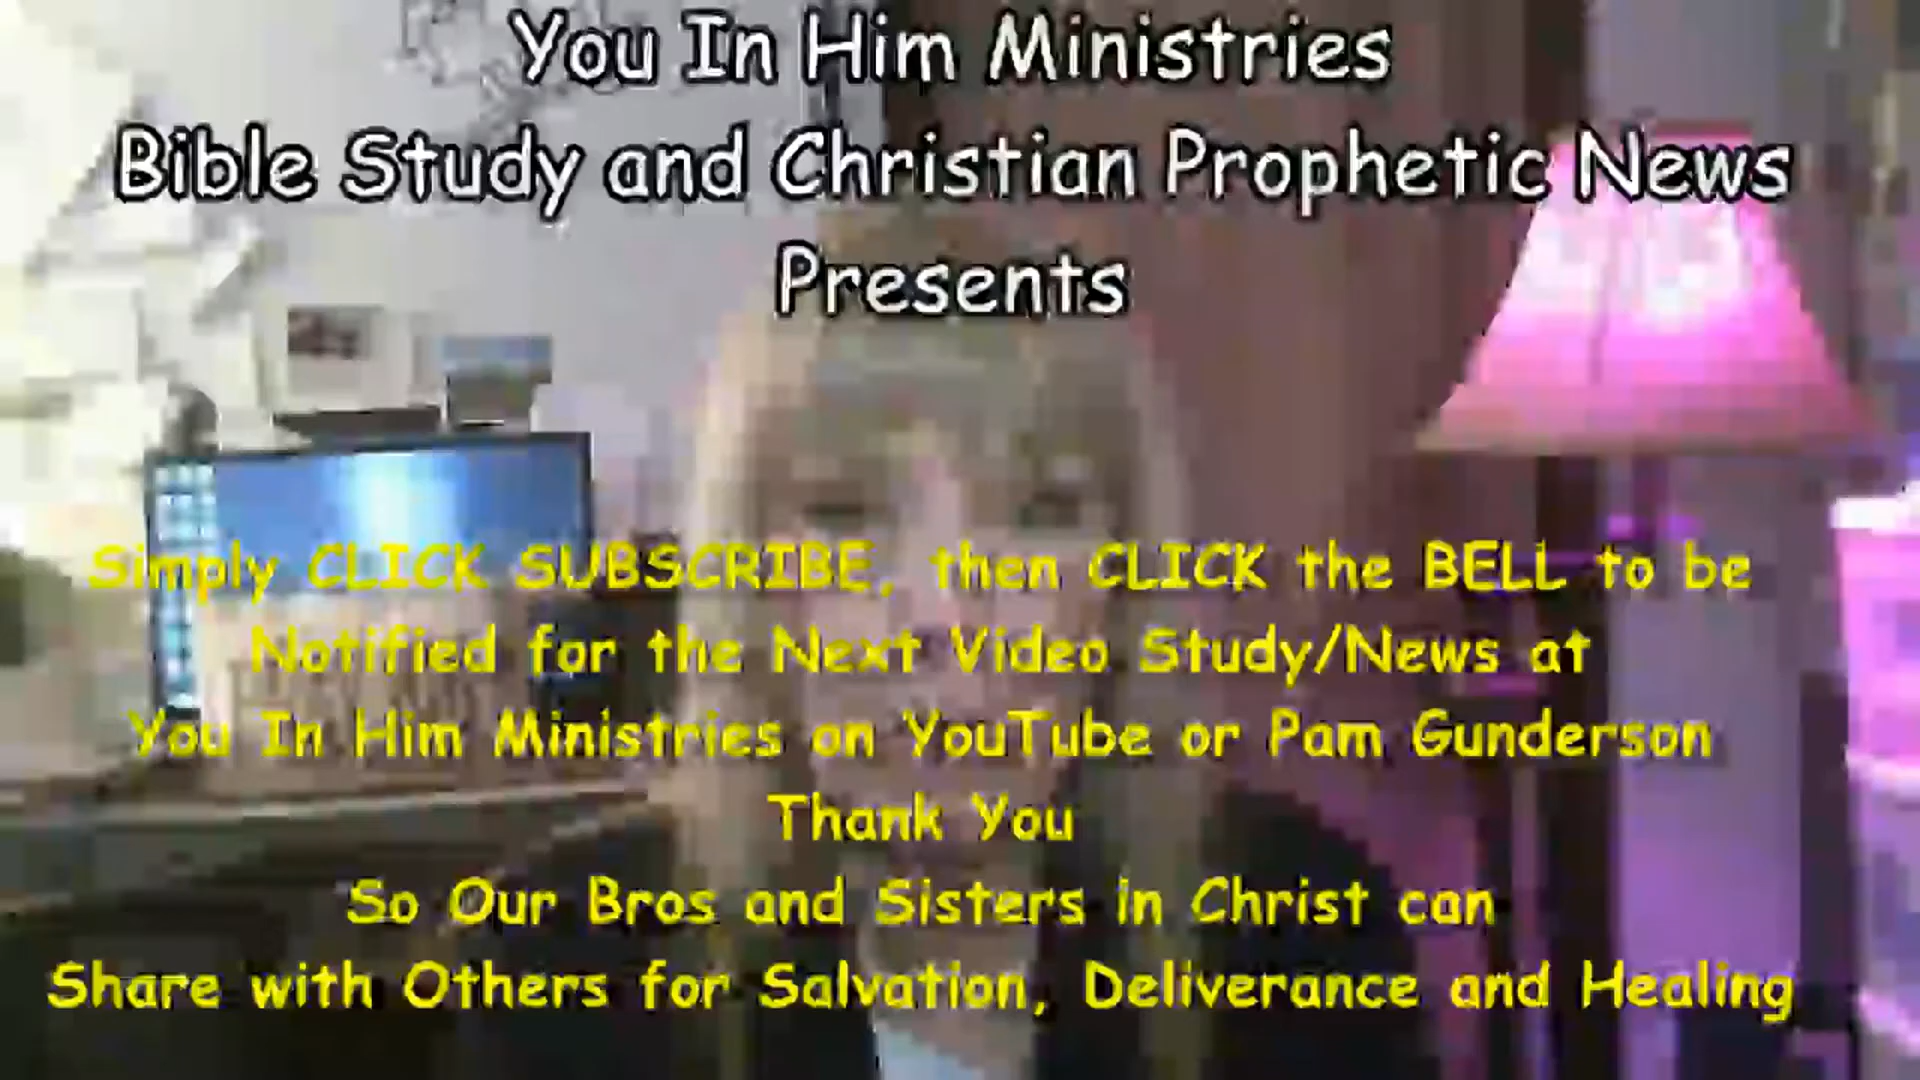 You In Him Ministries
Bible Study and Christian Prophetic News
Presents
Simply CLICK SUBSCRIBE, then CLICK the BELL to be
Notified for the Next Video Study/News at
You In Him Ministries on YouTube or Pam Gunderson
Thank You
So Our Bros and Sisters in Christ can
Share with Others for Salvation, Deliverance and Healing